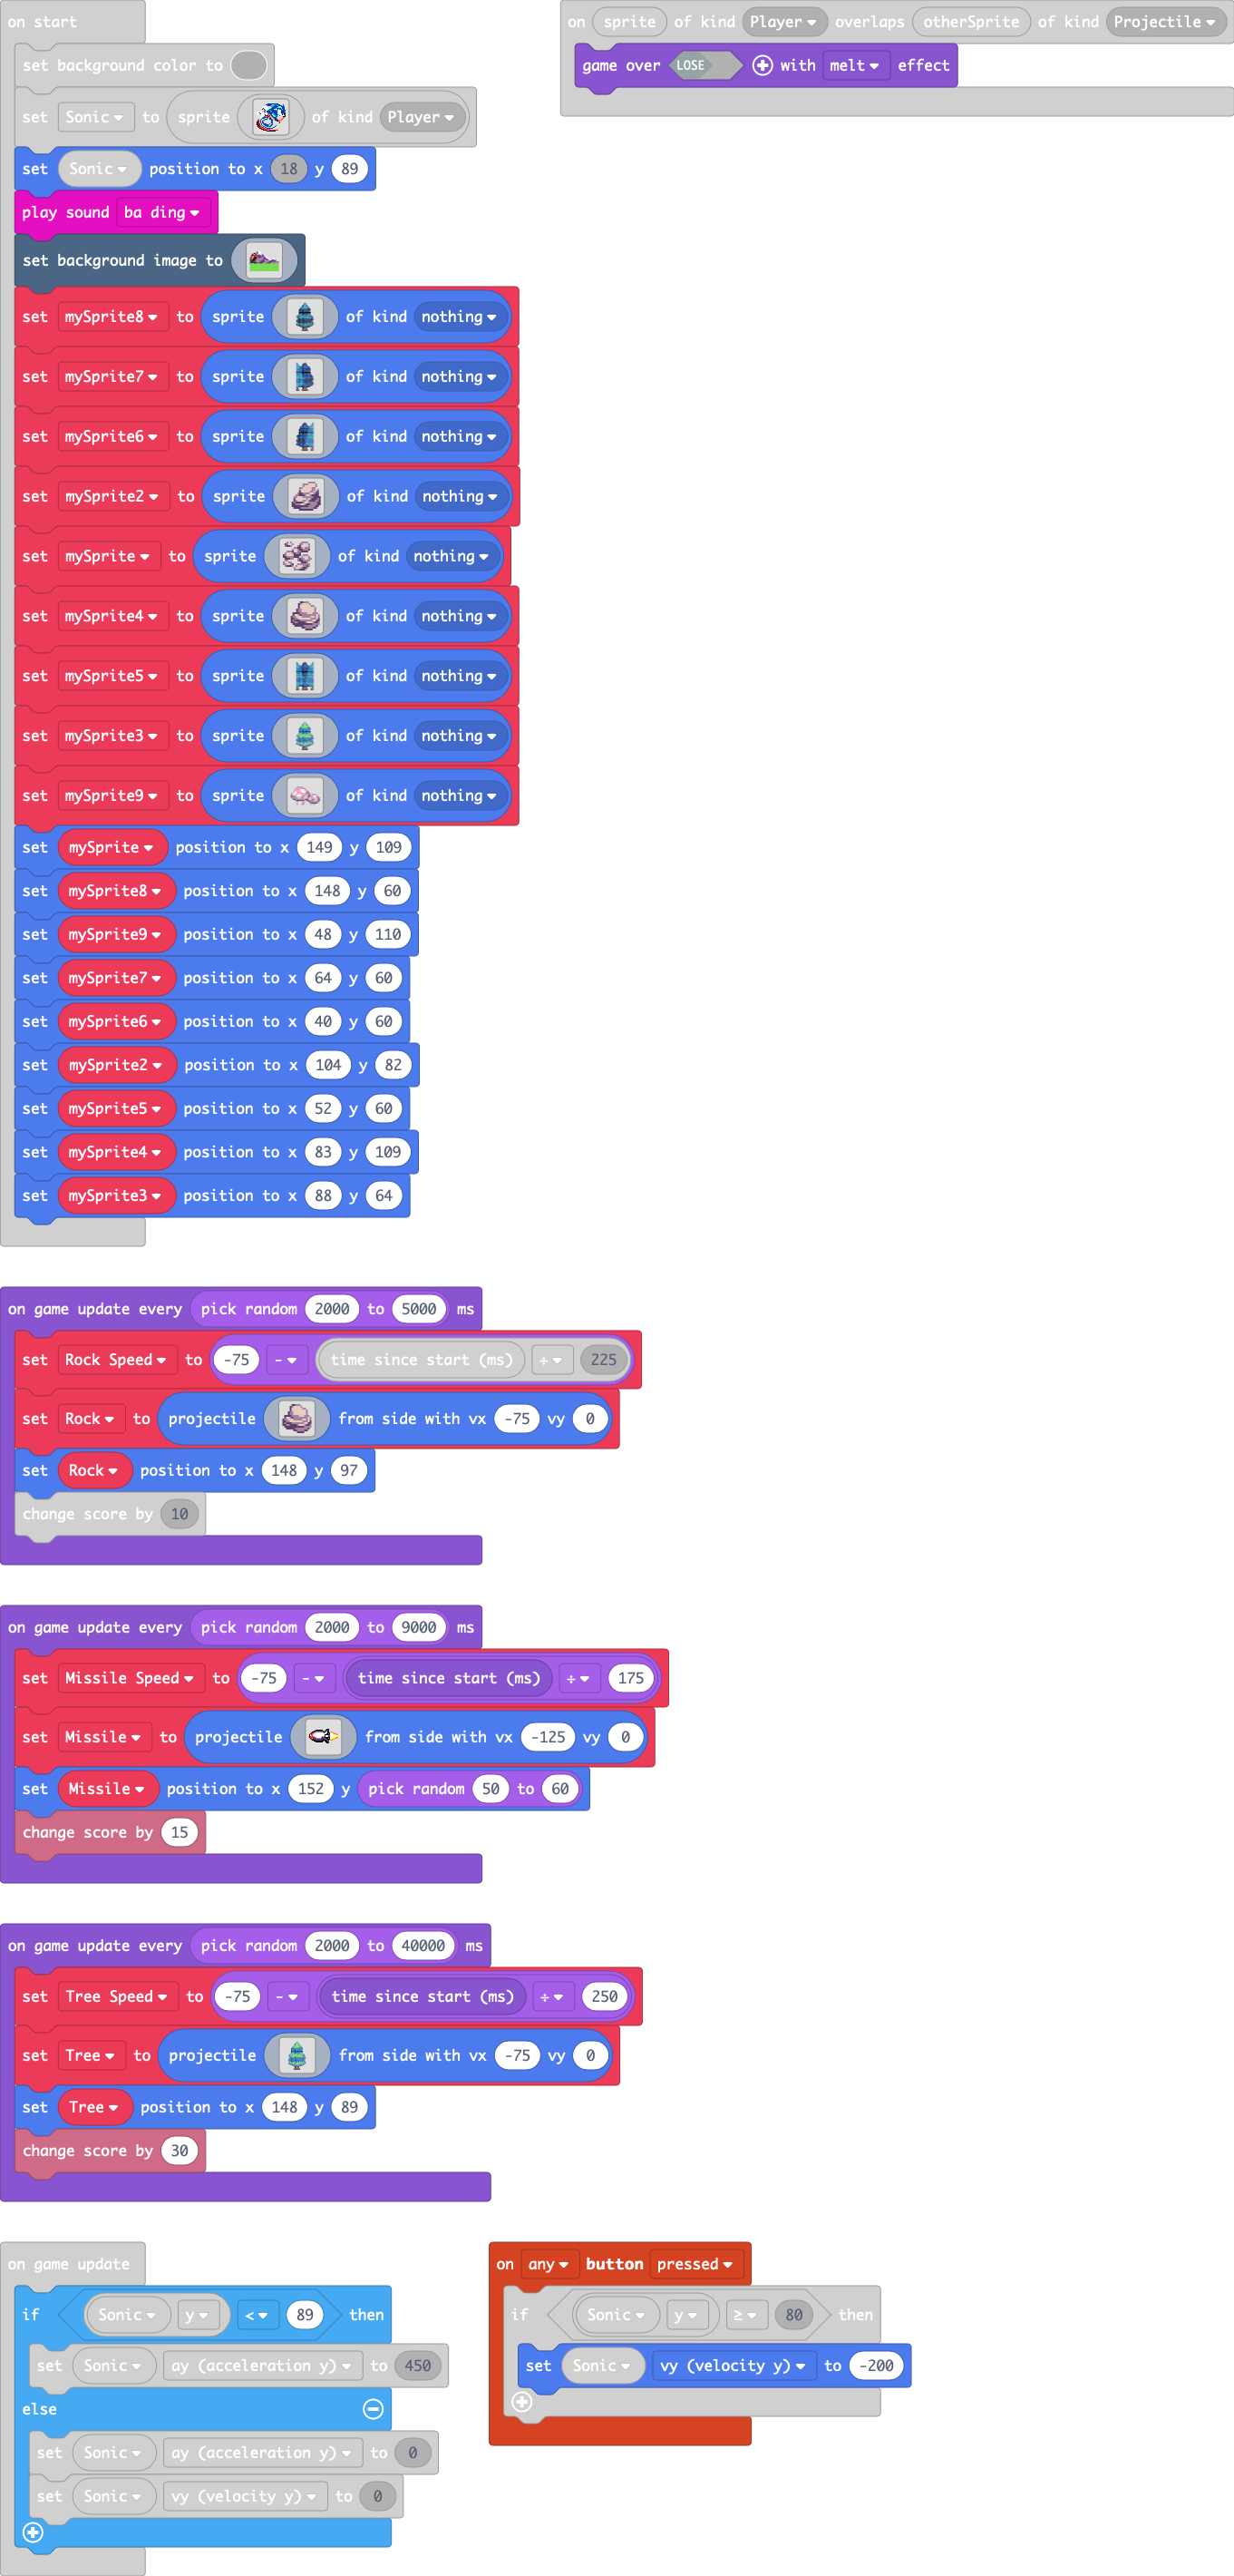 on start
set background color to
set Sonic to sprite of kind Player
set Sonic position to x 18 y 89
play sound ba ding
set background image to
set mySprite8 to sprite of kind nothing
set mySprite7 to sprite of kind nothing
set mySprite6 to sprite of kind nothing
set mySprite2 to sprite of kind nothing
set mySprite to sprite of kind nothing
set mySprite4 to sprite of kind nothing
set mySprite5 to sprite of kind nothing
set mySprite3 to sprite of kind nothing
set mySprite9 to sprite of kind nothing
set mySprite position to x 149 y 109
set mySprite8 position to x 148 y 60
set mySprite9 position to x 48 y 110
set mySprite7 position to x 64 y 60
set mySprite6 position to x 40 y 60
set mySprite2 position to x 104 y 82
set mySprite5 position to x 52 y 60
set mySprite4 position to x 83 y 109
set mySprite3 position to x 88 y 64
on sprite of kind Player overlaps otherSprite of kind Projectile
game over LOSE with melt effect
on game update every pick random 2000 to 5000 ms
set Rock Speed to -75 - time since start (ms) ÷ 225
set Rock to projectile from side with vx -75 vy 0
set Rock position to x 148 y 97
change score by 10
on game update every pick random 2000 to 9000 ms
set Missile Speed to -75 - time since start (ms) ÷ 175
set Missile to projectile from side with vx -125 vy 0
set Missile position to x 152 y pick random 50 to 60
change score by 15
on game update every pick random 2000 to 40000 ms
set Tree Speed to -75 - time since start (ms) ÷ 250
set Tree to projectile from side with vx -75 vy 0
set Tree position to x 148 y 89
change score by 30
on game update
if Sonic y < 89 then
set Sonic ay (acceleration y) to 450
else
set Sonic ay (acceleration y) to 0
set Sonic vy (velocity y) to 0
on any button pressed
if Sonic y ≥ 80 then
set Sonic vy (velocity y) to -200